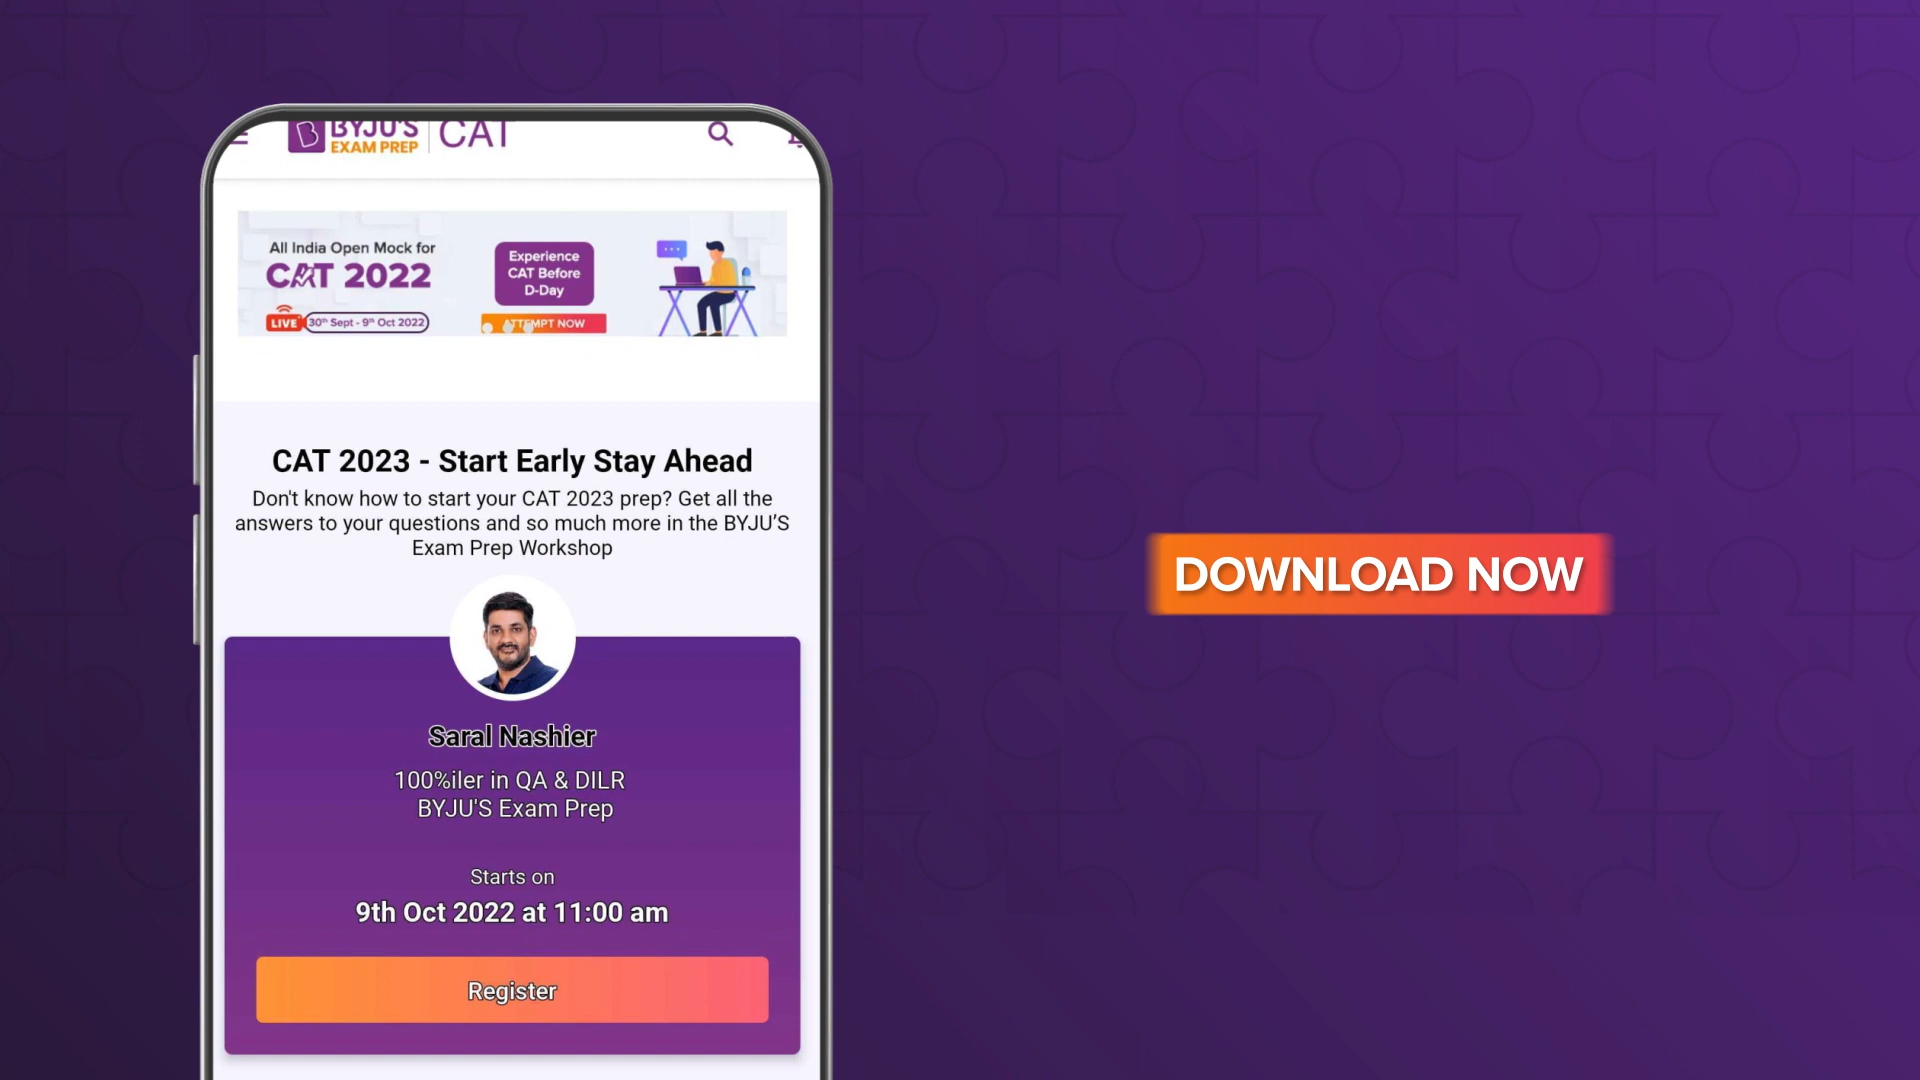 BYJU'S
EXAM PREP
CAT
All India Open Mock for
CAT 2022
LIVE 30th Sept - 9th Oct 2022
Experience
CAT Before
D-Day
ATTEMPT NOW
CAT 2023 - Start Early Stay Ahead
Don't know how to start your CAT 2023 prep? Get all the
answers to your questions and so much more in the BYJU’S
Exam Prep Workshop
Saral Nashier
100%iler in QA & DILR
BYJU'S Exam Prep
Starts on
9th Oct 2022 at 11:00 am
Register
DOWNLOAD NOW